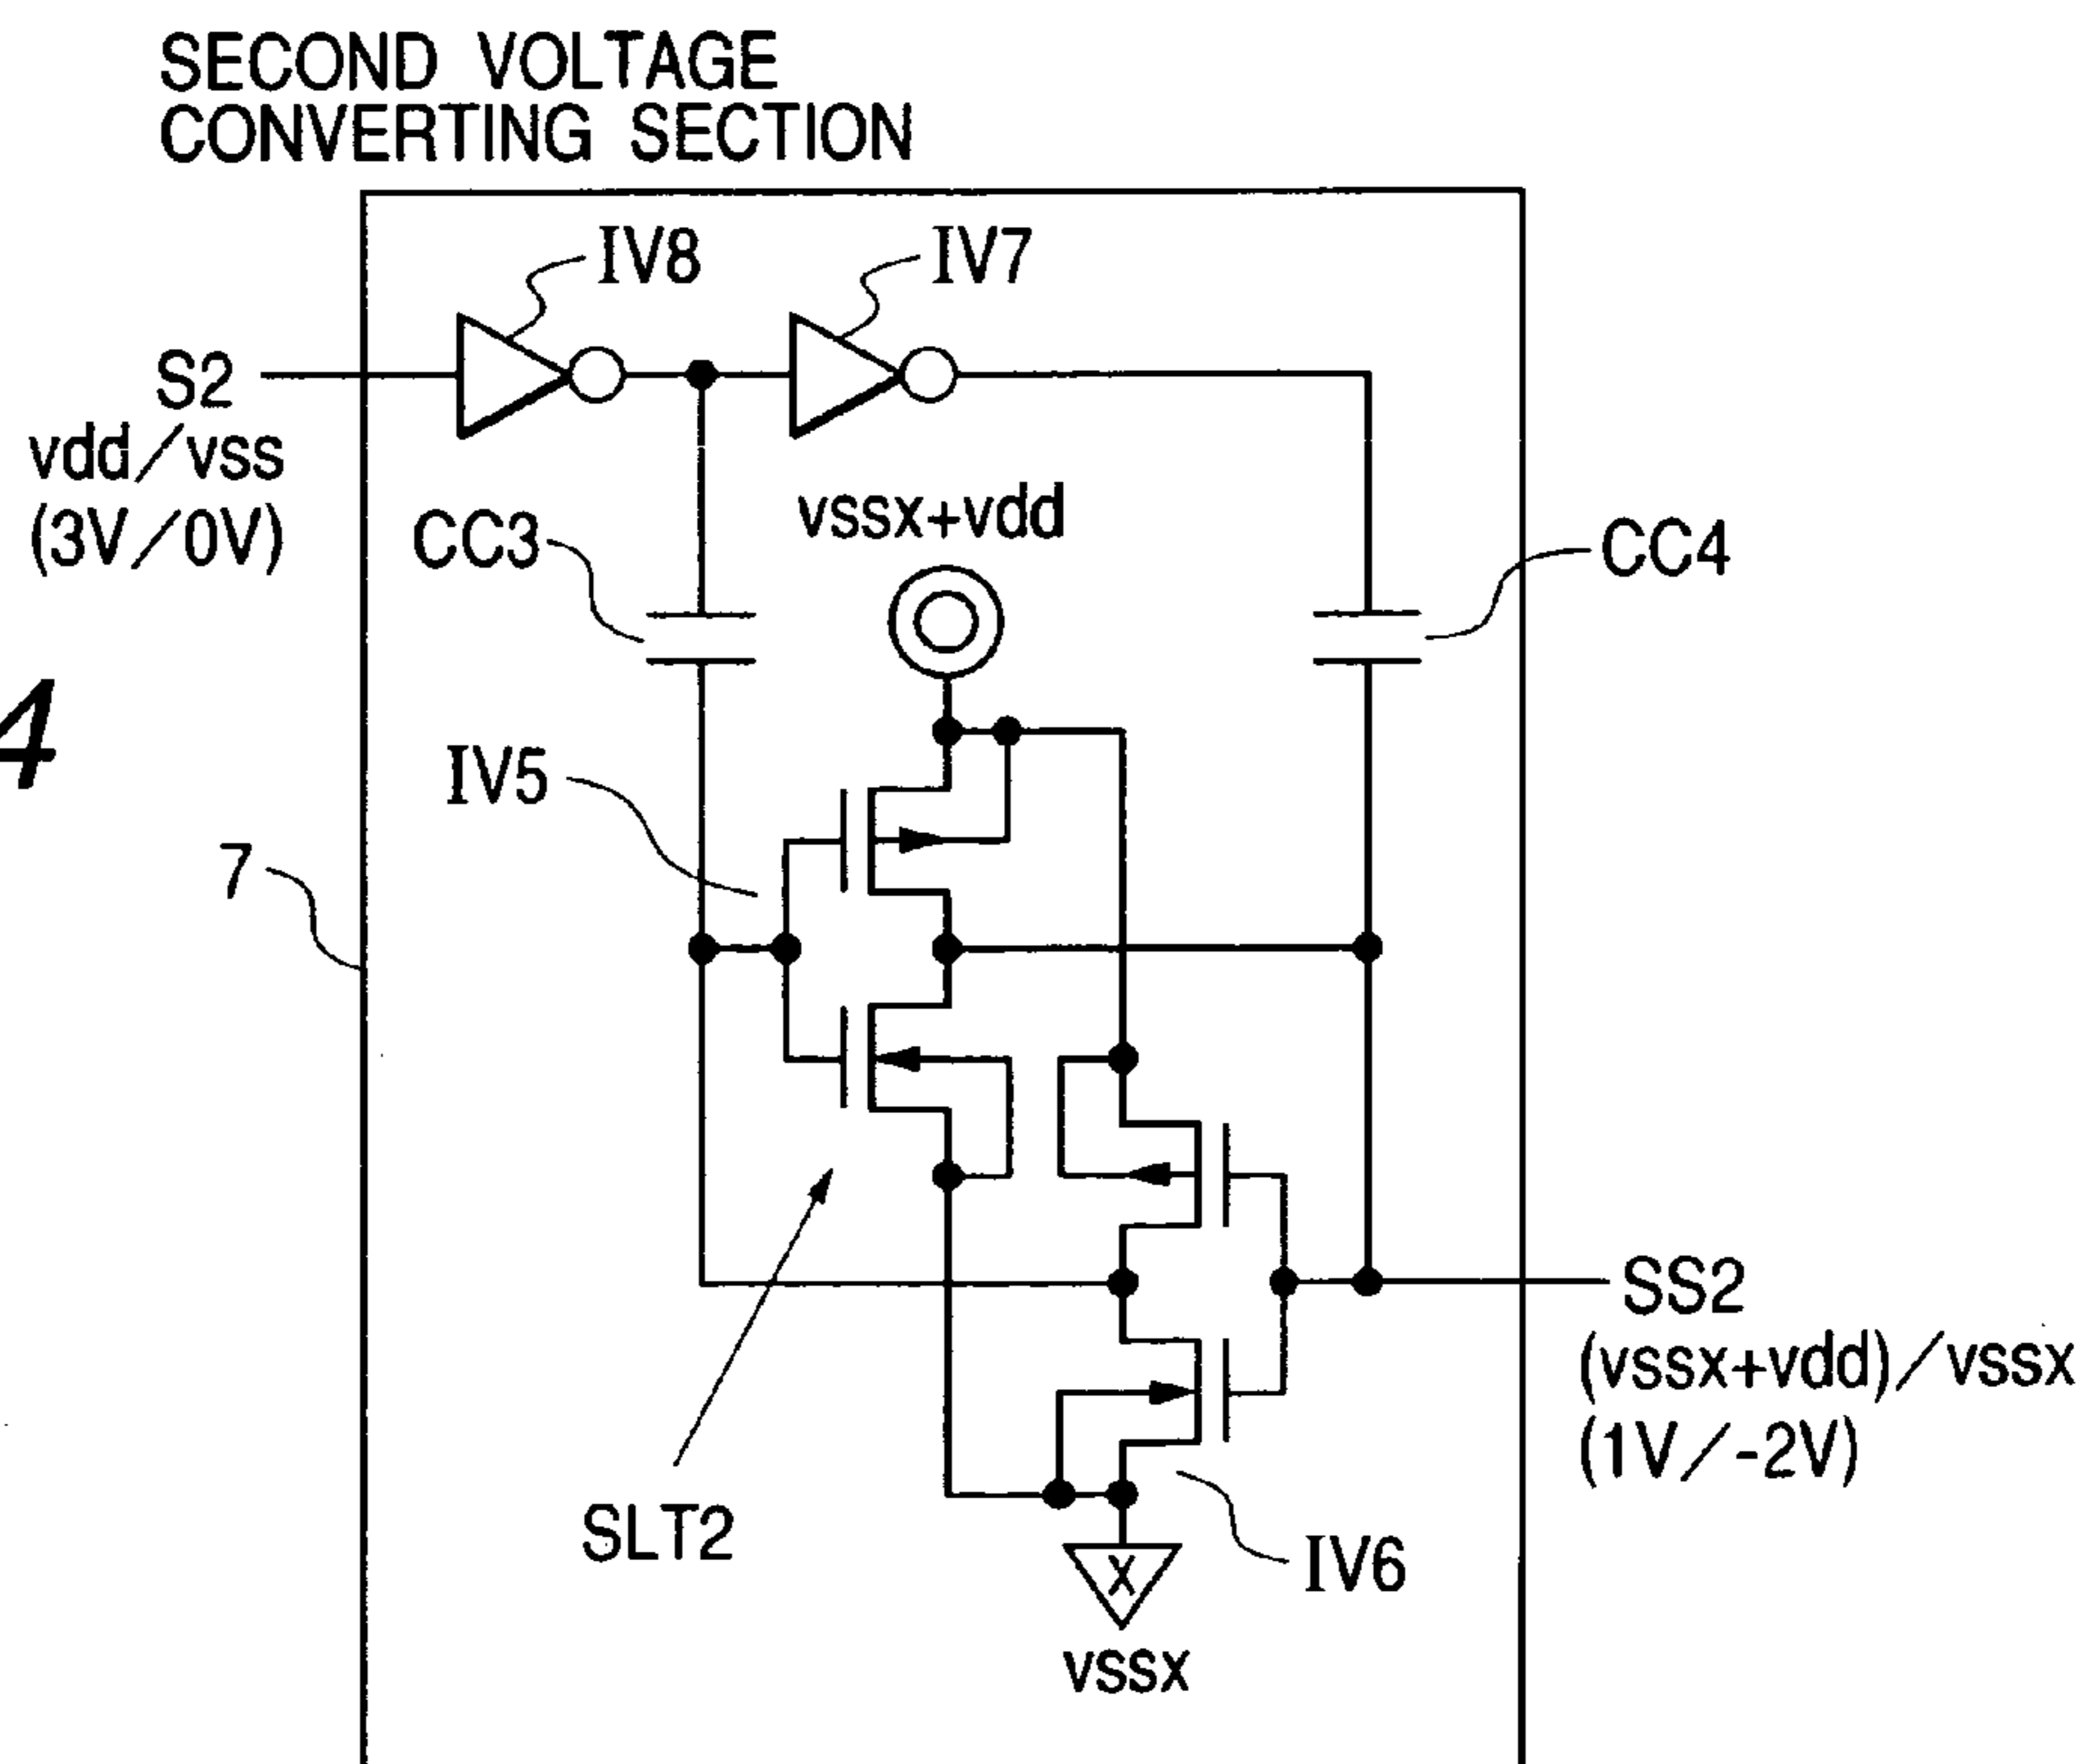 SECOND VOLTAGE
CONVERTING SECTION
IV8
IV7
S2
vdd/vss
(3V/0V)
vssx+vdd
CC3
CC4
4
IV5
7
SS2
(vssx+vdd)/vssx
(1V/-2V)
SLT2
IV6
X
vssx